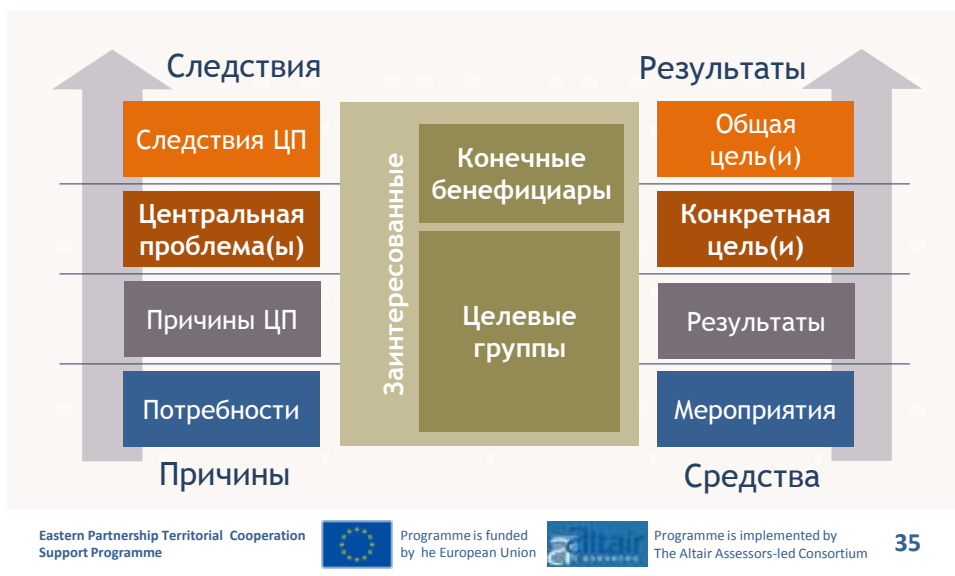 Следствия
Результаты
Следствия ЦП
Центральная
проблема(ы)
Причины ЦП
Потребности
Причины
Заинтересованные
Конечные
бенефициары
Целевые
группы
Общая
цель(и)
Конкретная
цель(и)
Результаты
Мероприятия
Средства
Eastern Partnership Territorial Cooperation
Support Programme
Programme is funded
by he European Union
altair
Programme is implemented by
The Altair Assessors-led Consortium
35